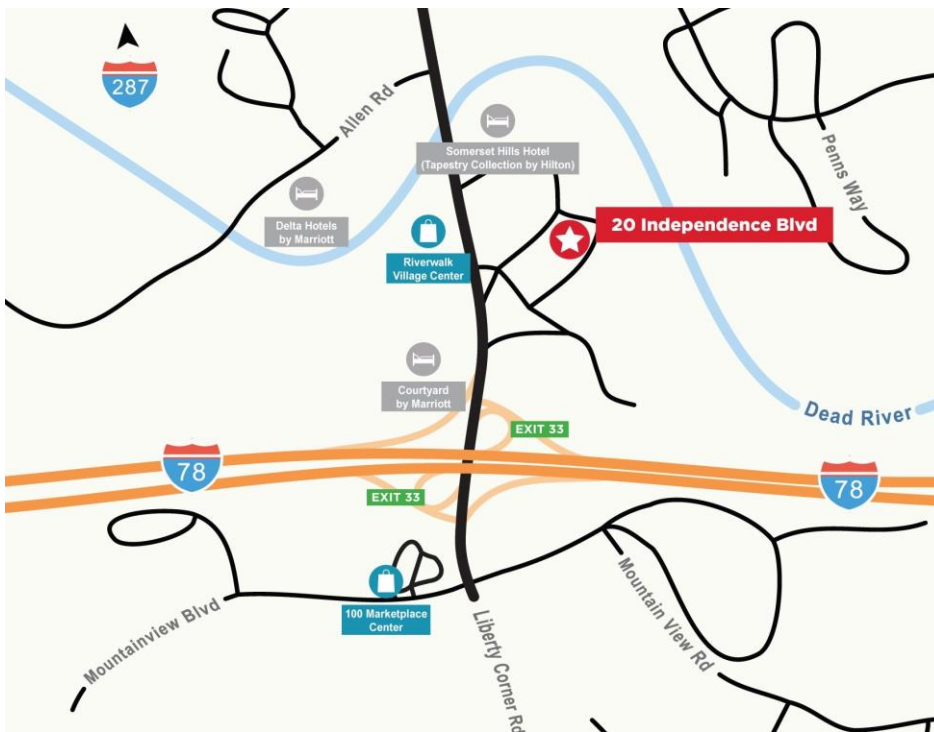 287
Allen Rd
Somerset Hills Hotel
(Tapestry Collection by Hilton)
Penns Way
Delta Hotels
by Marriott
20 Independence Blvd
Riverwalk
Village Center
Courtyard
by Marriott
Dead River
EXIT 33
78
78
EXIT 33
100 Marketplace
Center
Mountainview Blvd
Liberty Corner Rd
Mountain View Rd